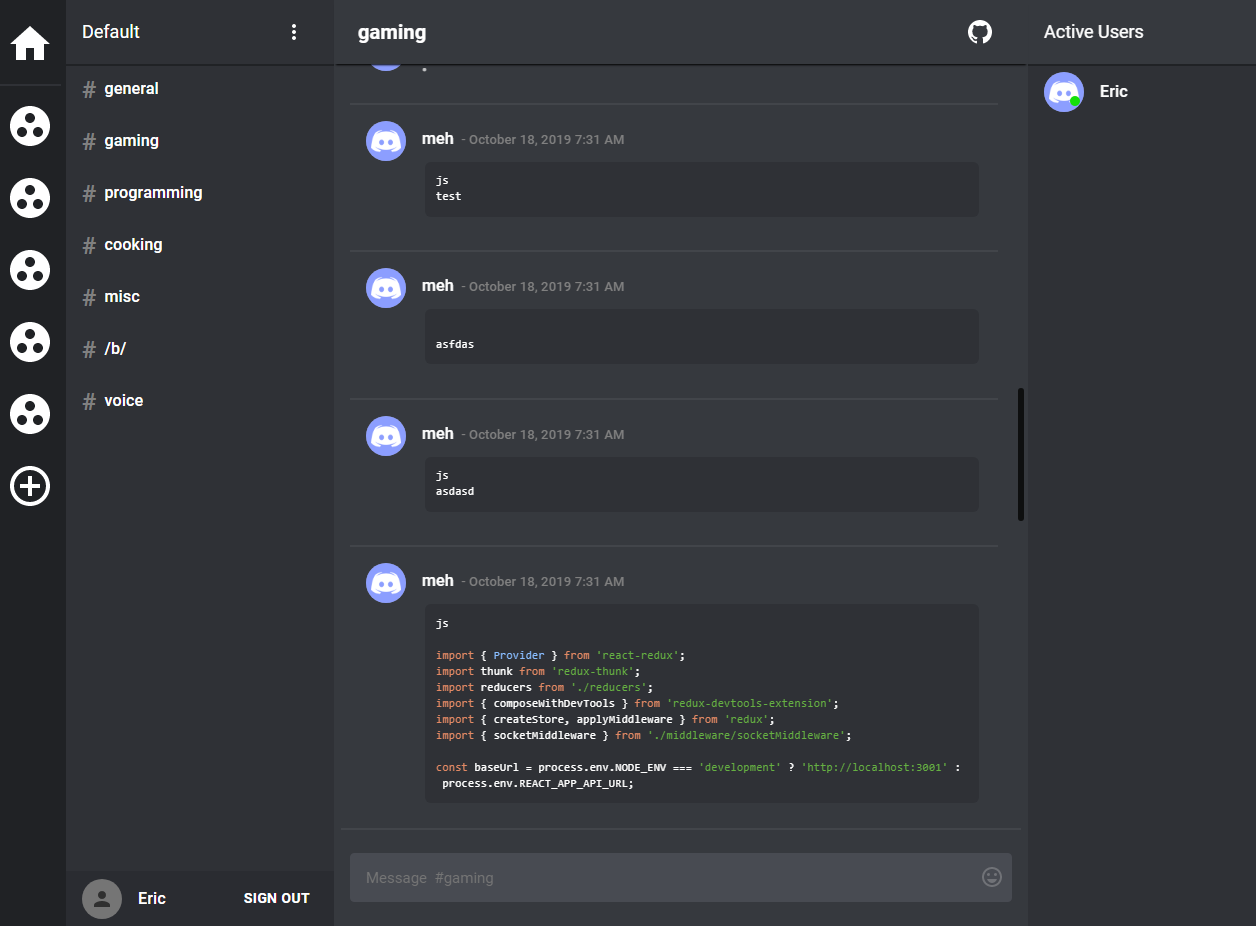 Default
# general
# gaming
# programming
# cooking
# misc
# /b/
# voice
Eric
SIGN OUT
gaming
meh - October 18, 2019 7:31 AM
js
test
meh - October 18, 2019 7:31 AM
asfdas
meh - October 18, 2019 7:31 AM
js
asdasd
meh - October 18, 2019 7:31 AM
js
import { Provider } from 'react-redux';
import thunk from 'redux-thunk';
import reducers from './reducers';
import { composeWithDevTools } from 'redux-devtools-extension';
import { createStore, applyMiddleware } from 'redux';
import { socketMiddleware } from './middleware/socketMiddleware';
const baseUrl = process.env.NODE_ENV === 'development' ? 'http://localhost:3001' :
process.env.REACT_APP_API_URL;
Message #gaming
Active Users
Eric